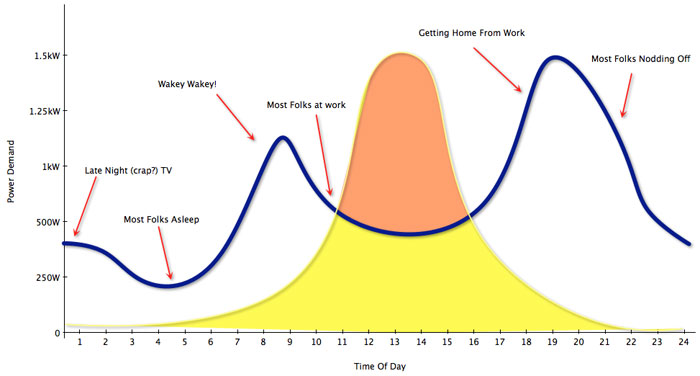 Getting Home From Work
1.5kW
Most Folks Nodding Off
Wakey Wakey!
Most Folks at work
1.25kW
Power Demand
1kW
Late Night (crap?) TV
Most Folks Asleep
500W
250W
0
1 2 3 4 5 6 7 8 9 10 11 12 13 14 15 16 17 18 19 20 21 22 23 24
Time Of Day